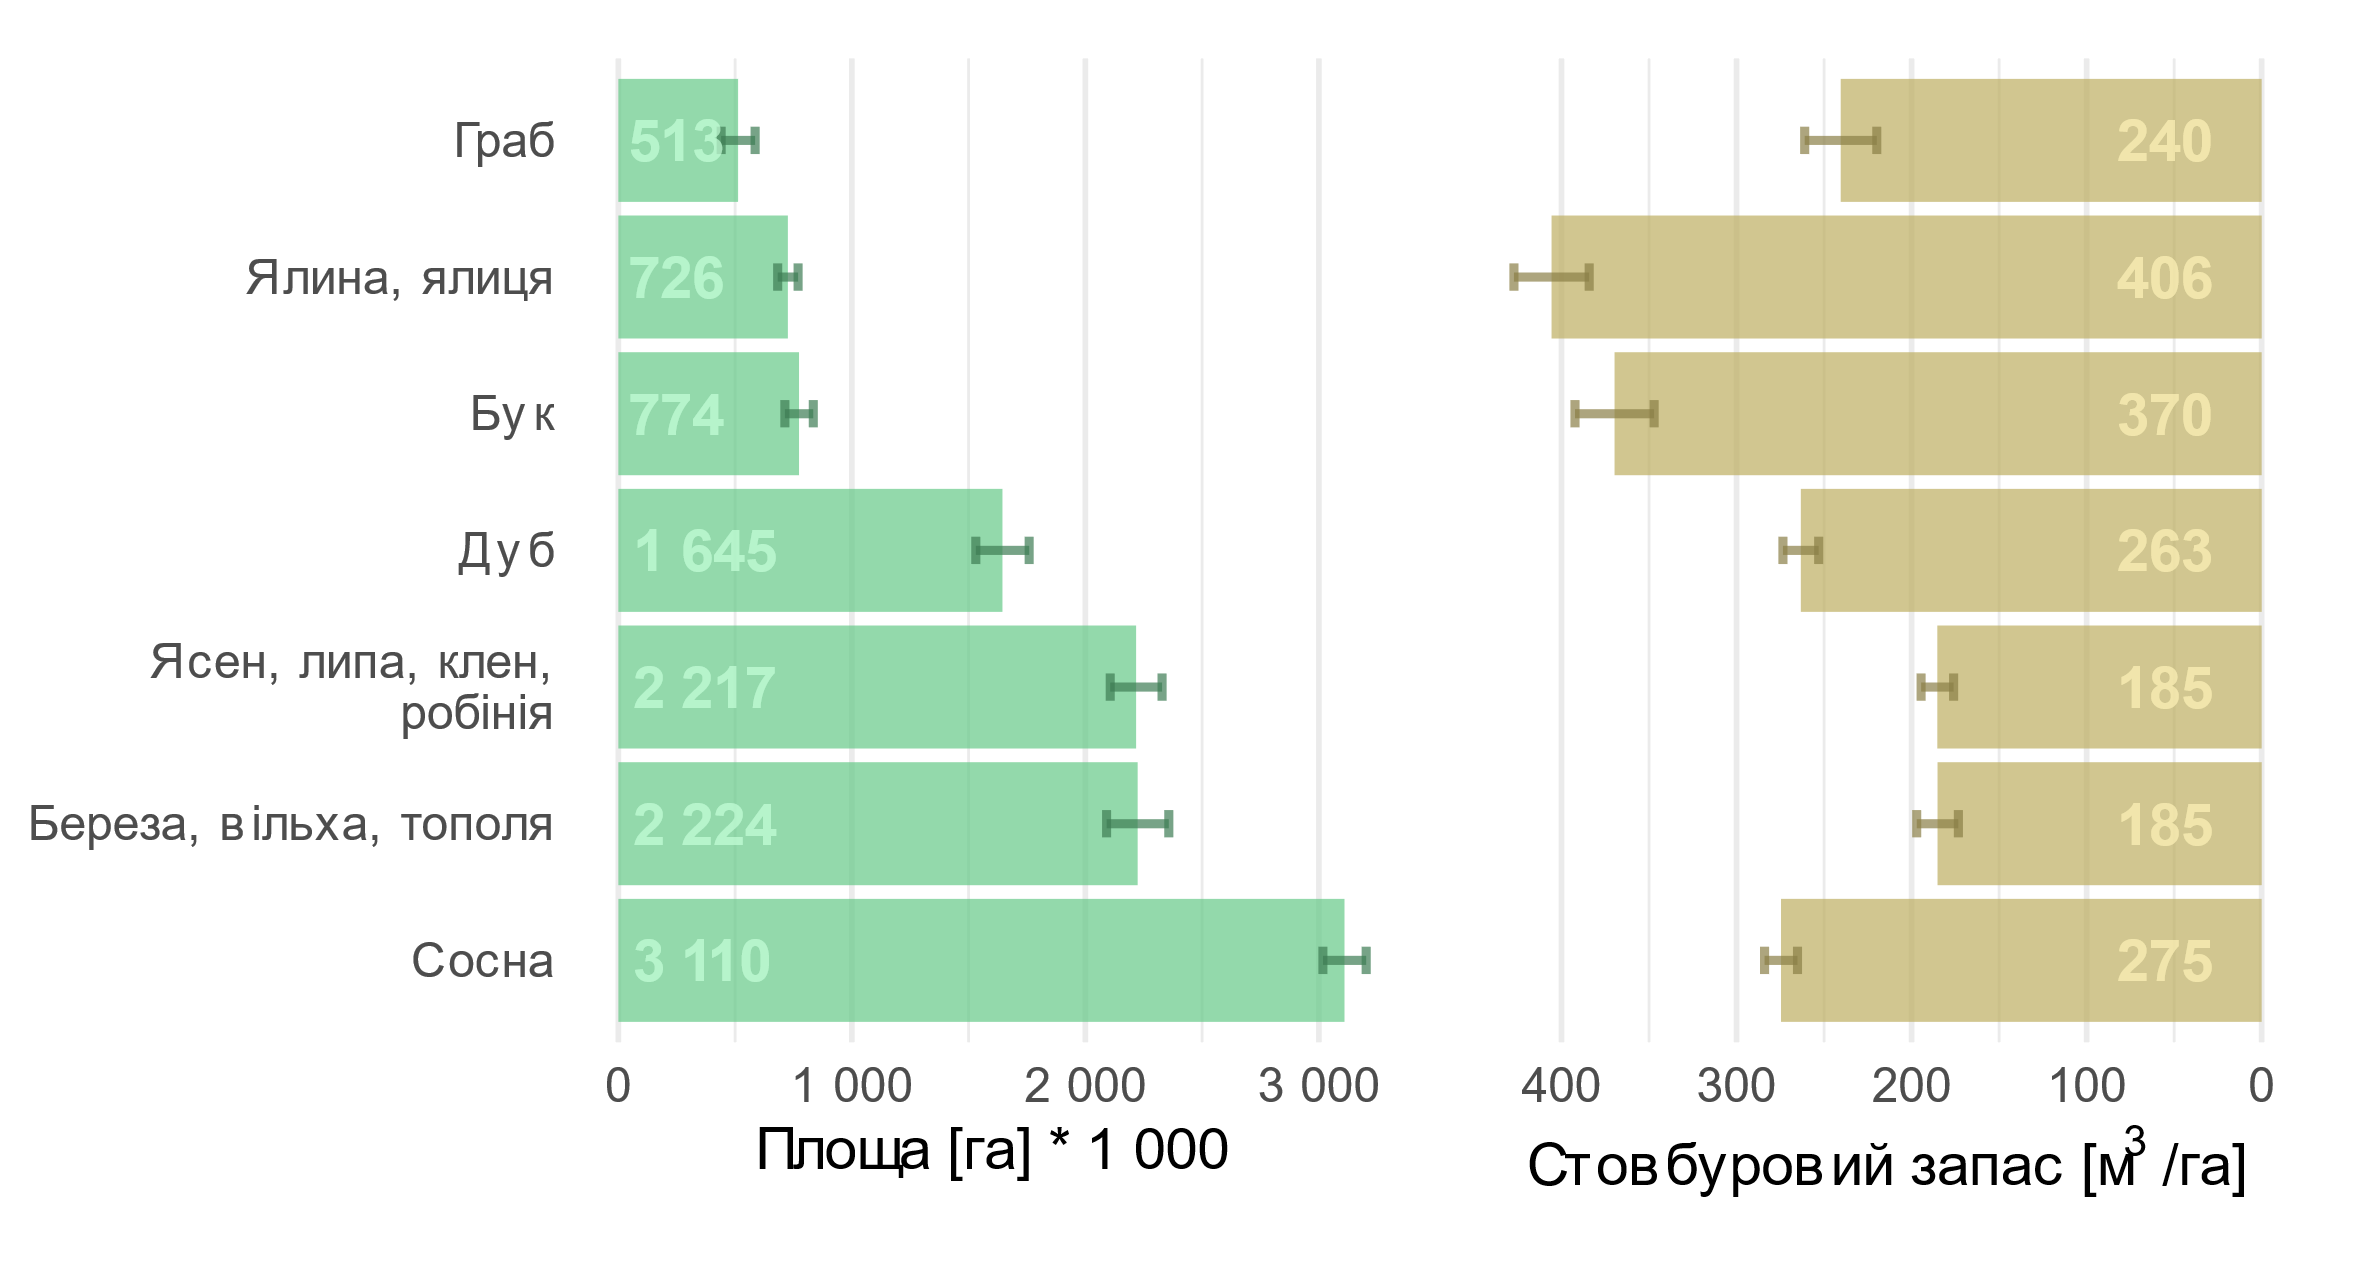 Граб 513 240
Ялина, ялиця 726 406
Бук 774 370
Дуб 1 645 263
Ясен, липа, клен,
робінія 2 217 185
Береза, вільха, тополя 2 224 185
Сосна 3 110 275
0 1 000 2 000 3 000 400 300 200 100 0
Площа [га] * 1 000 Стовбуровий запас [м³ /га]